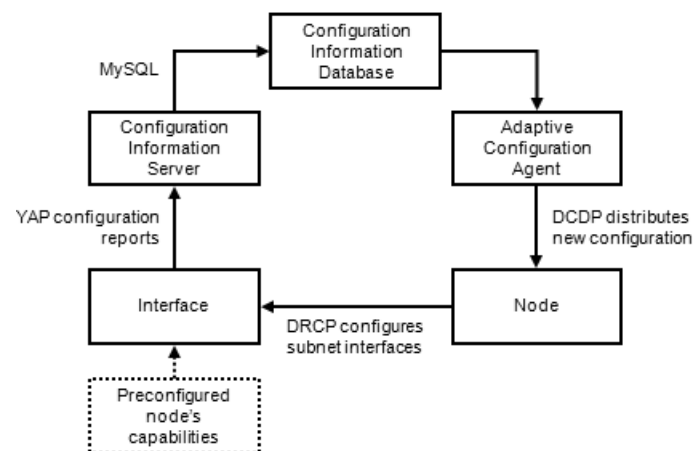 Configuration
Information
Database
MySQL
Configuration
Information
Server
Adaptive
Configuration
Agent
YAP configuration
reports
DCDP distributes
new configuration
Interface
Node
DRCP configures
subnet interfaces
Preconfigured
node's
capabilities